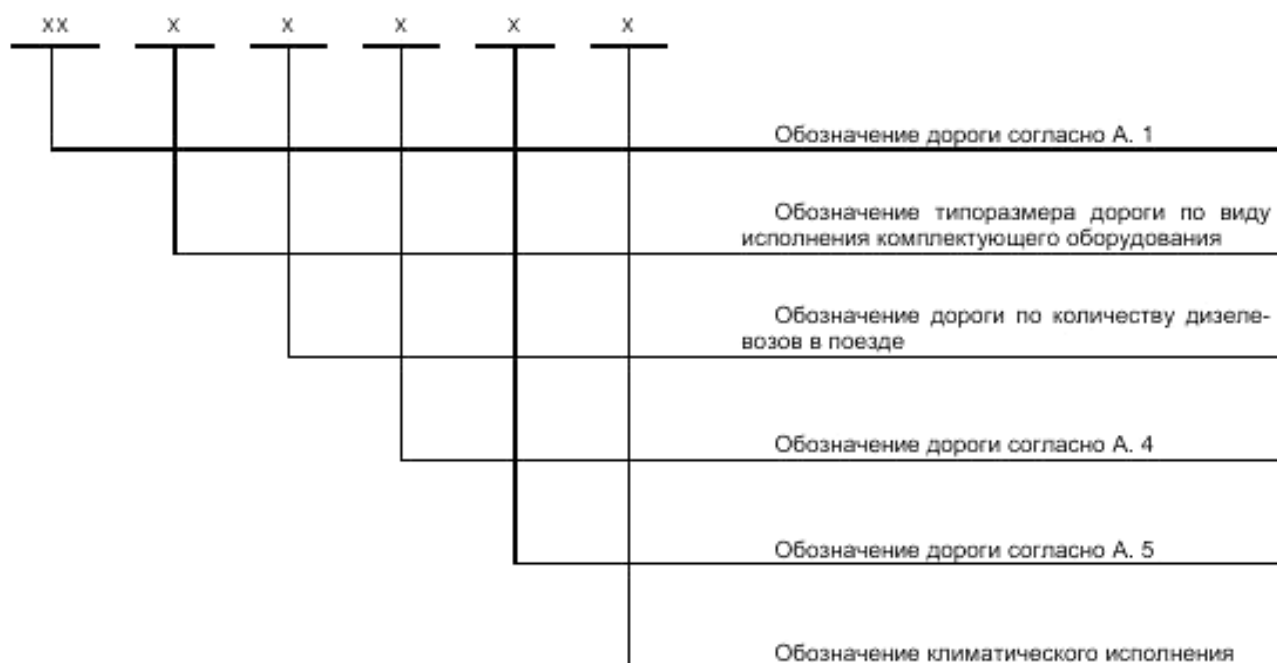 XX X X X X X
Обозначение дороги согласно А. 1
Обозначение типоразмера дороги по виду
исполнения комплектующего оборудования
Обозначение дороги по количеству дизеле-
возов в поезде
Обозначение дороги согласно А. 4
Обозначение дороги согласно А. 5
Обозначение климатического исполнения